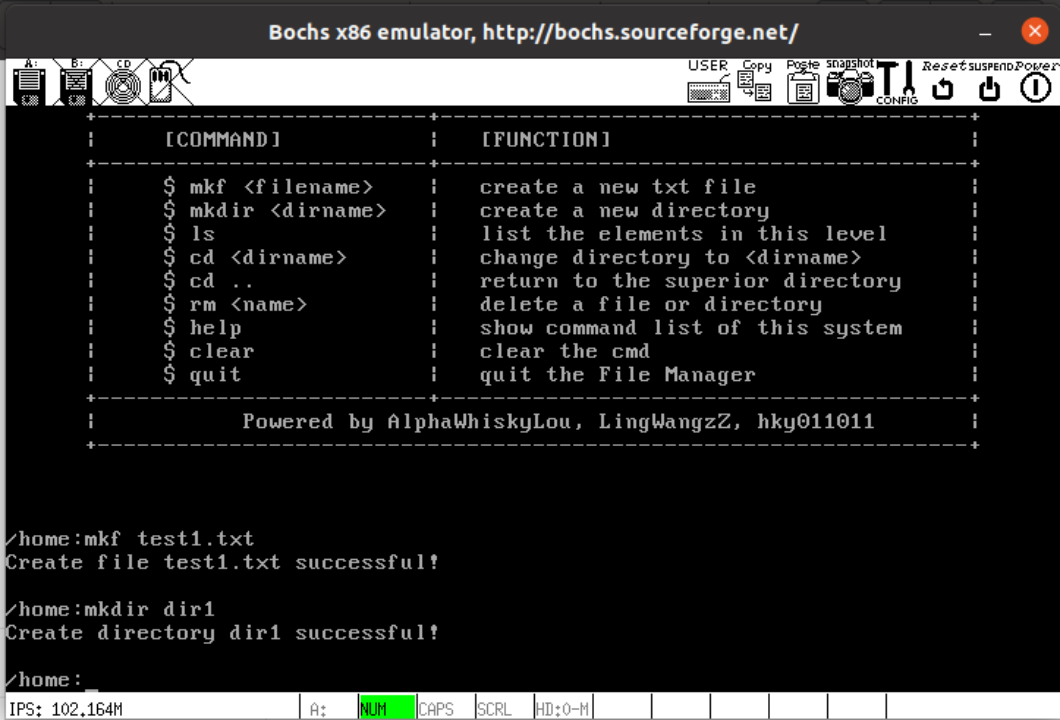 Bochs x86 emulator, http://bochs.sourceforge.net/
A: B: CD USER Copy Paste snapshot CONFIG Reset SUSPEND Power
[COMMAND] [FUNCTION]
$ mkf <filename> create a new txt file
$ mkdir <dirname> create a new directory
$ ls list the elements in this level
$ cd <dirname> change directory to <dirname>
$ cd .. return to the superior directory
$ rm <name> delete a file or directory
$ help show command list of this system
$ clear clear the cmd
$ quit quit the File Manager
Powered by AlphaWhiskyLou, LingWangzZ, hky011011
/home:mkf test1.txt
Create file test1.txt successful!
/home:mkdir dir1
Create directory dir1 successful!
/home:_
IPS: 102,164M A: NUM CAPS SCRL HD:0-M